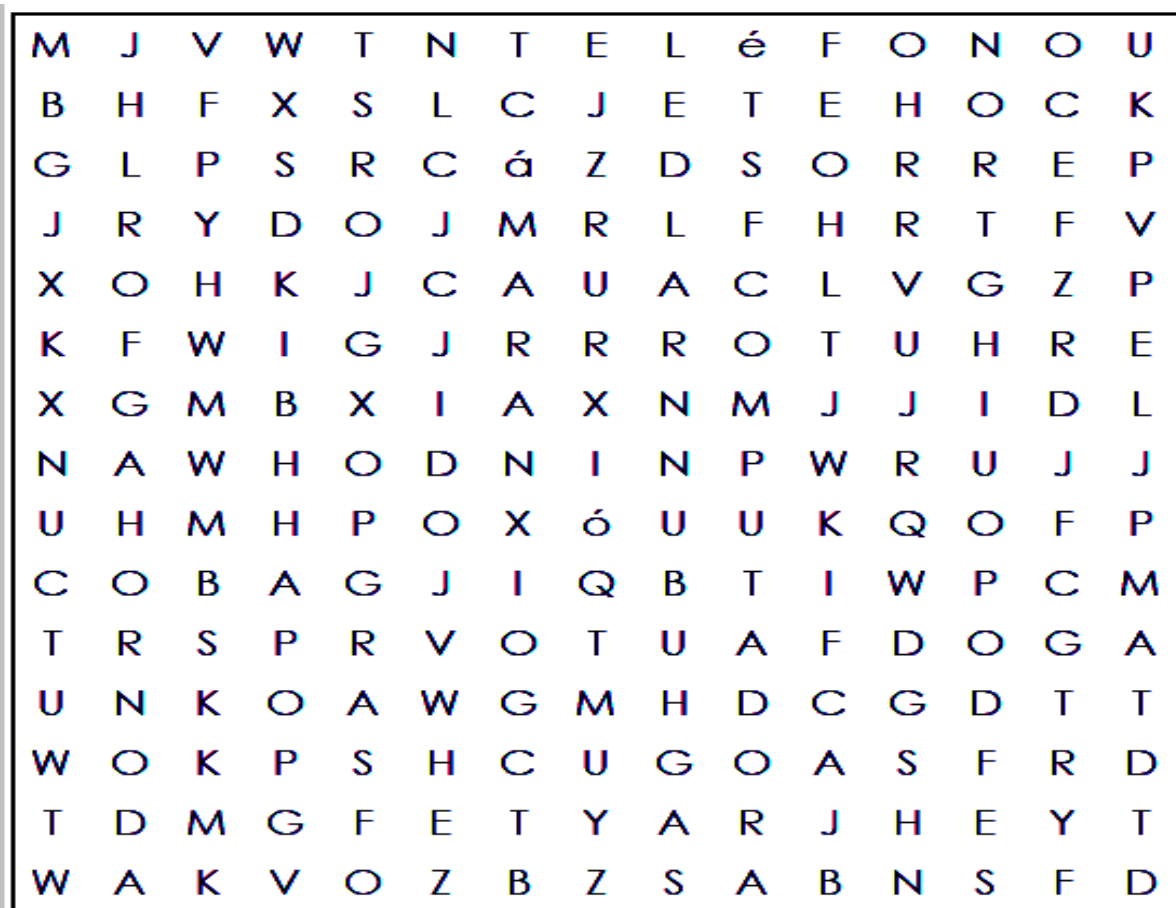 M J V W T N T E L é F O N O U
B H F X S L C J E T E H O C K
G L P S R C á Z D S O R R E P
J R Y D O J M R L F H R T F V
X O H K J C A U A C L V G Z P
K F W I G J R R R O T U H R E
X G M B X I A X N M J J I D L
N A W H O D N I N P W R U J J
U H M H P O X ó U U K Q O F P
C O B A G J I Q B T I W P C M
T R S P R V O T U A F D O G A
U N K O A W G M H D C G D T T
W O K P S H C U G O A S F R D
T D M G F E T Y A R J H E Y T
W A K V O Z B Z S A B N S F D